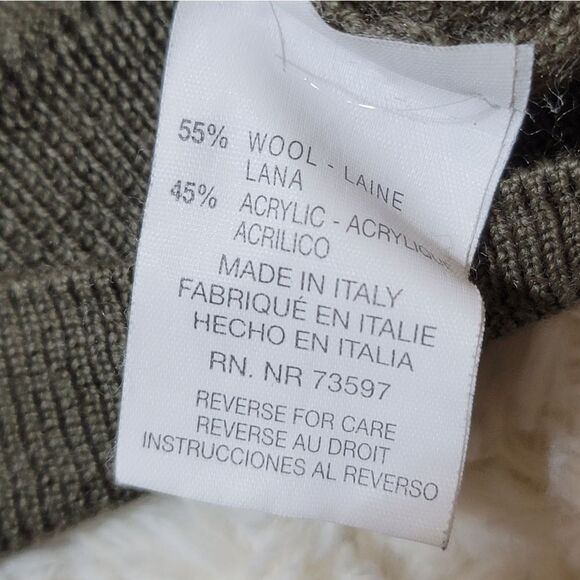 55% WOOL - LAINE
LANA
45% ACRYLIC - ACRYLIQUE
ACRILICO
MADE IN ITALY
FABRIQUÉ EN ITALIE
HECHO EN ITALIA
RN. NR 73597
REVERSE FOR CARE
REVERSE AU DROIT
INSTRUCCIONES AL REVERSO